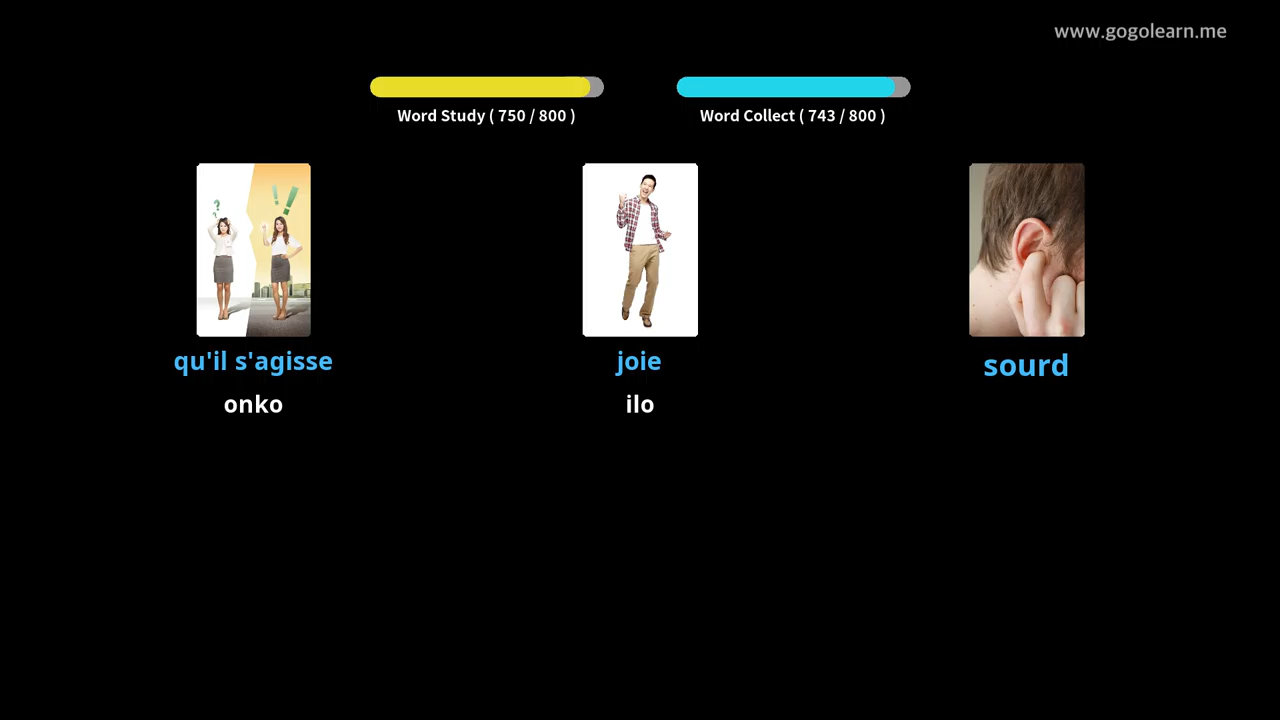 www.gogolearn.me
Word Study ( 750 / 800 )
Word Collect ( 743 / 800 )
qu'il s'agisse
onko
joie
ilo
sourd